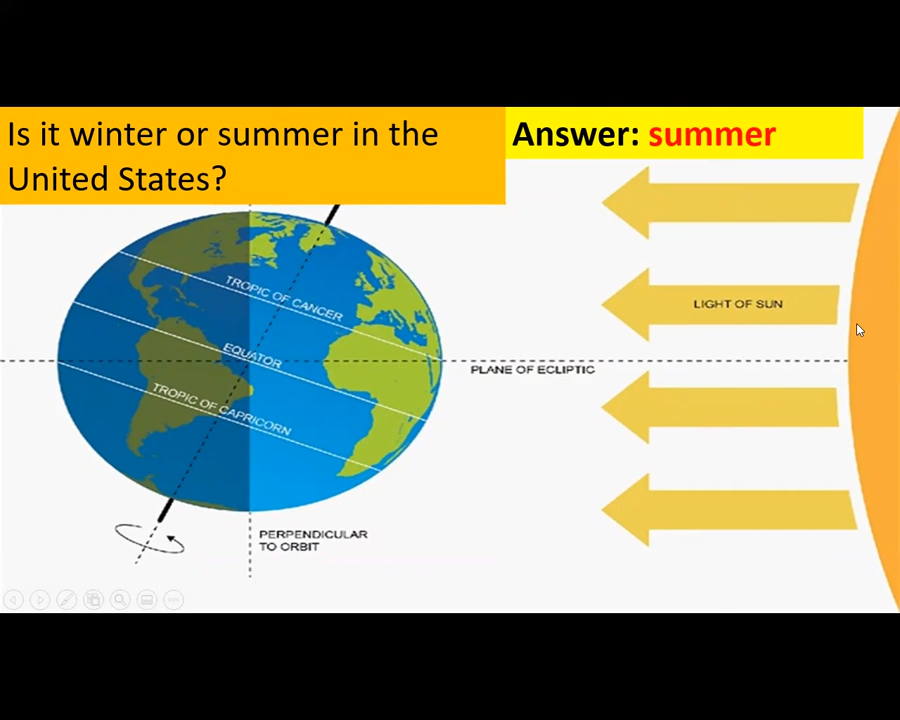 Is it winter or summer in the
United States?
Answer: summer
TROPIC OF CANCER
LIGHT OF SUN
EQUATOR
PLANE OF ECLIPTIC
TROPIC OF CAPRICORN
PERPENDICULAR
TO ORBIT